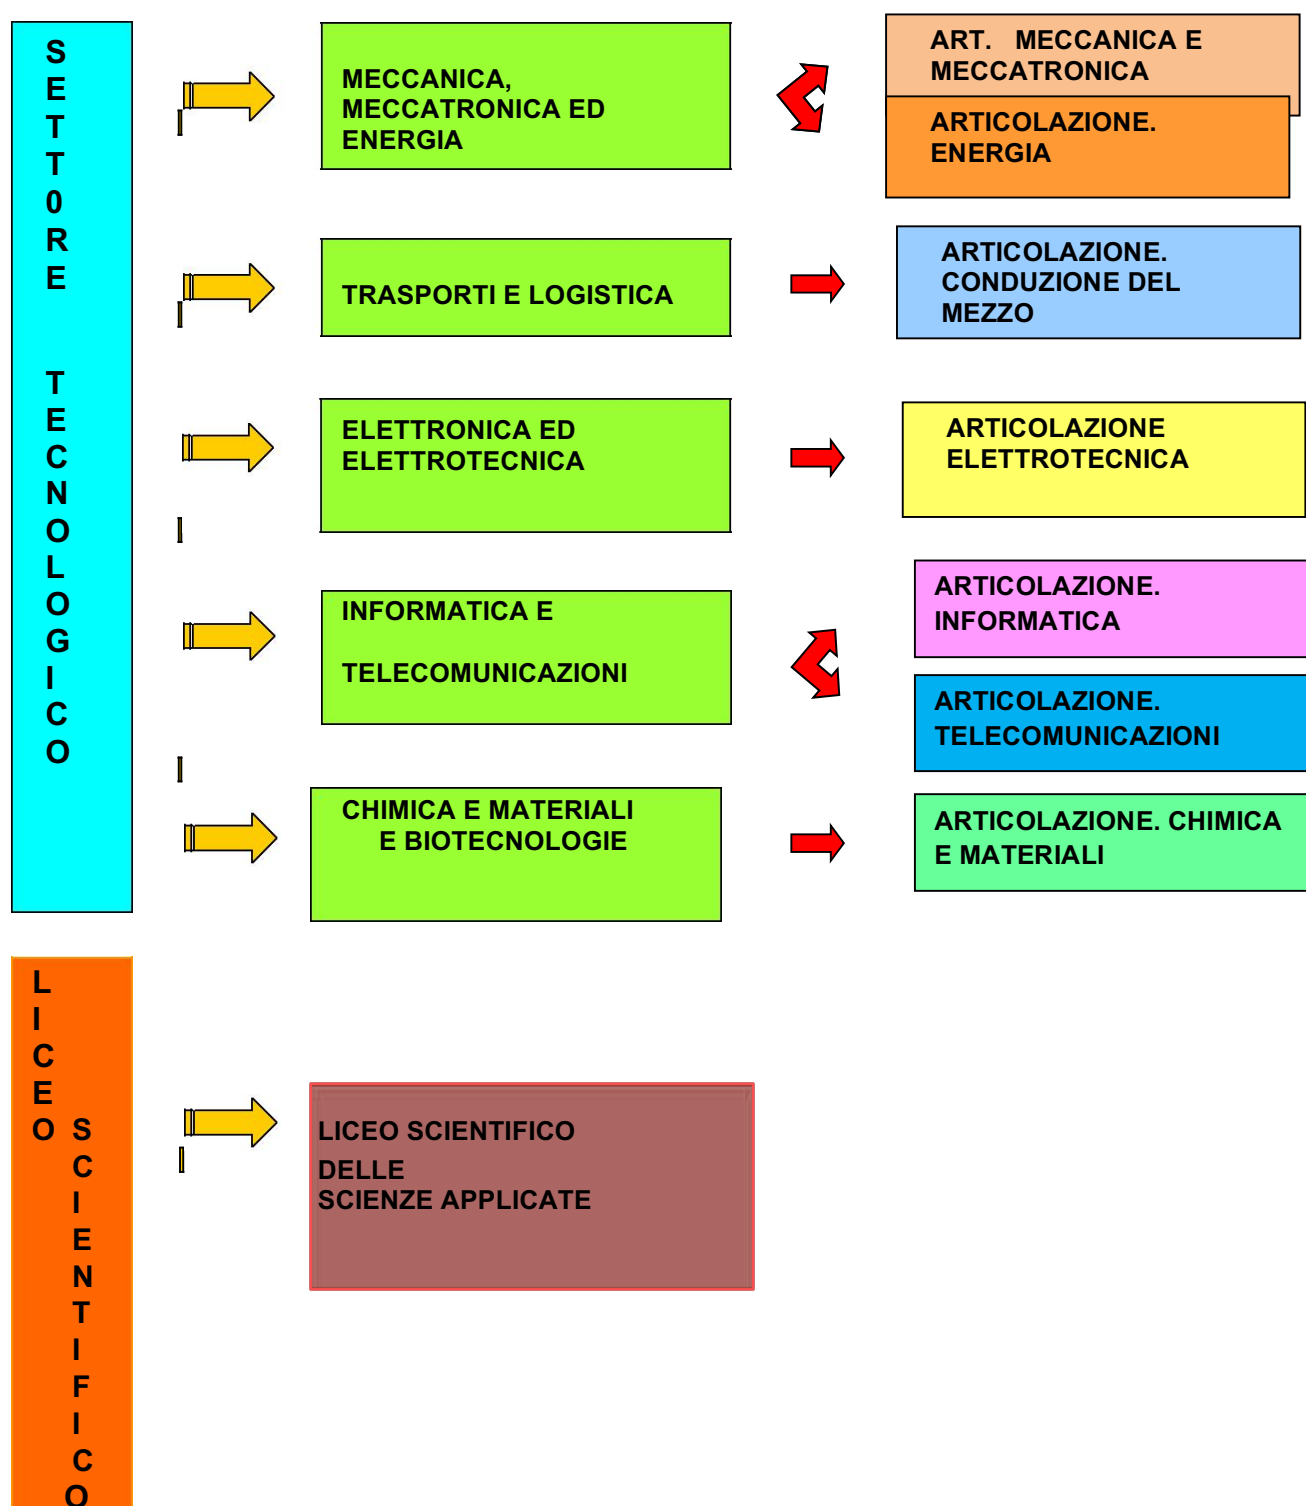 SETT0RE TECNOLOGICO
MECCANICA,
MECCATRONICA ED
ENERGIA
ART. MECCANICA E
MECCATRONICA
ARTICOLAZIONE.
ENERGIA
TRASPORTI E LOGISTICA
ARTICOLAZIONE.
CONDUZIONE DEL
MEZZO
ELETTRONICA ED
ELETTROTECNICA
ARTICOLAZIONE
ELETTROTECNICA
INFORMATICA E
TELECOMUNICAZIONI
ARTICOLAZIONE.
INFORMATICA
ARTICOLAZIONE.
TELECOMUNICAZIONI
CHIMICA E MATERIALI
E BIOTECNOLOGIE
ARTICOLAZIONE. CHIMICA
E MATERIALI
LICEO SCIENTIFICO
LICEO SCIENTIFICO
DELLE
SCIENZE APPLICATE